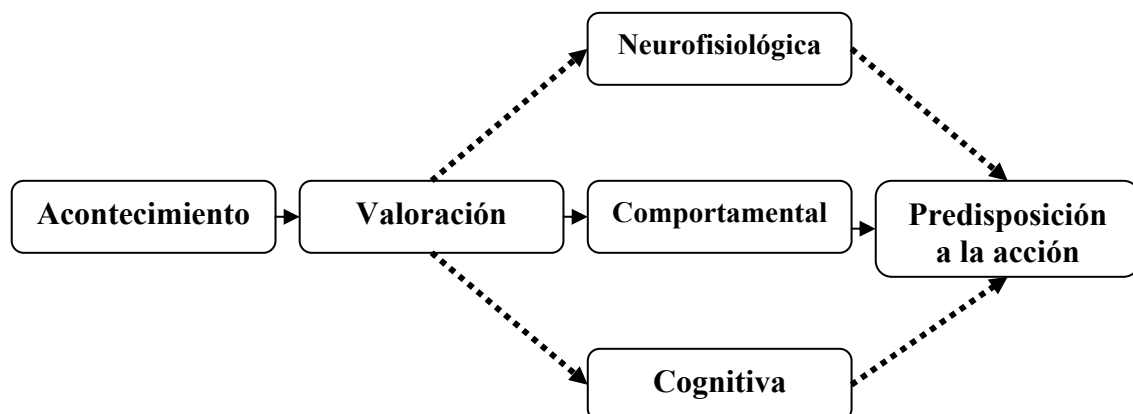 Neurofisiológica
Acontecimiento
Valoración
Comportamental
Predisposición
a la acción
Cognitiva